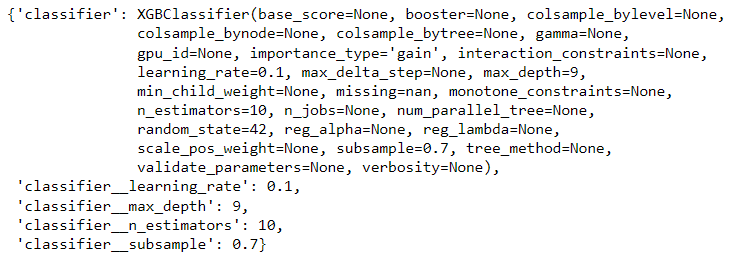 {'classifier': XGBClassifier(base_score=None, booster=None, colsample_bylevel=None,
colsample_bynode=None, colsample_bytree=None, gamma=None,
gpu_id=None, importance_type='gain', interaction_constraints=None,
learning_rate=0.1, max_delta_step=None, max_depth=9,
min_child_weight=None, missing=nan, monotone_constraints=None,
n_estimators=10, n_jobs=None, num_parallel_tree=None,
random_state=42, reg_alpha=None, reg_lambda=None,
scale_pos_weight=None, subsample=0.7, tree_method=None,
validate_parameters=None, verbosity=None),
'classifier__learning_rate': 0.1,
'classifier__max_depth': 9,
'classifier__n_estimators': 10,
'classifier__subsample': 0.7}